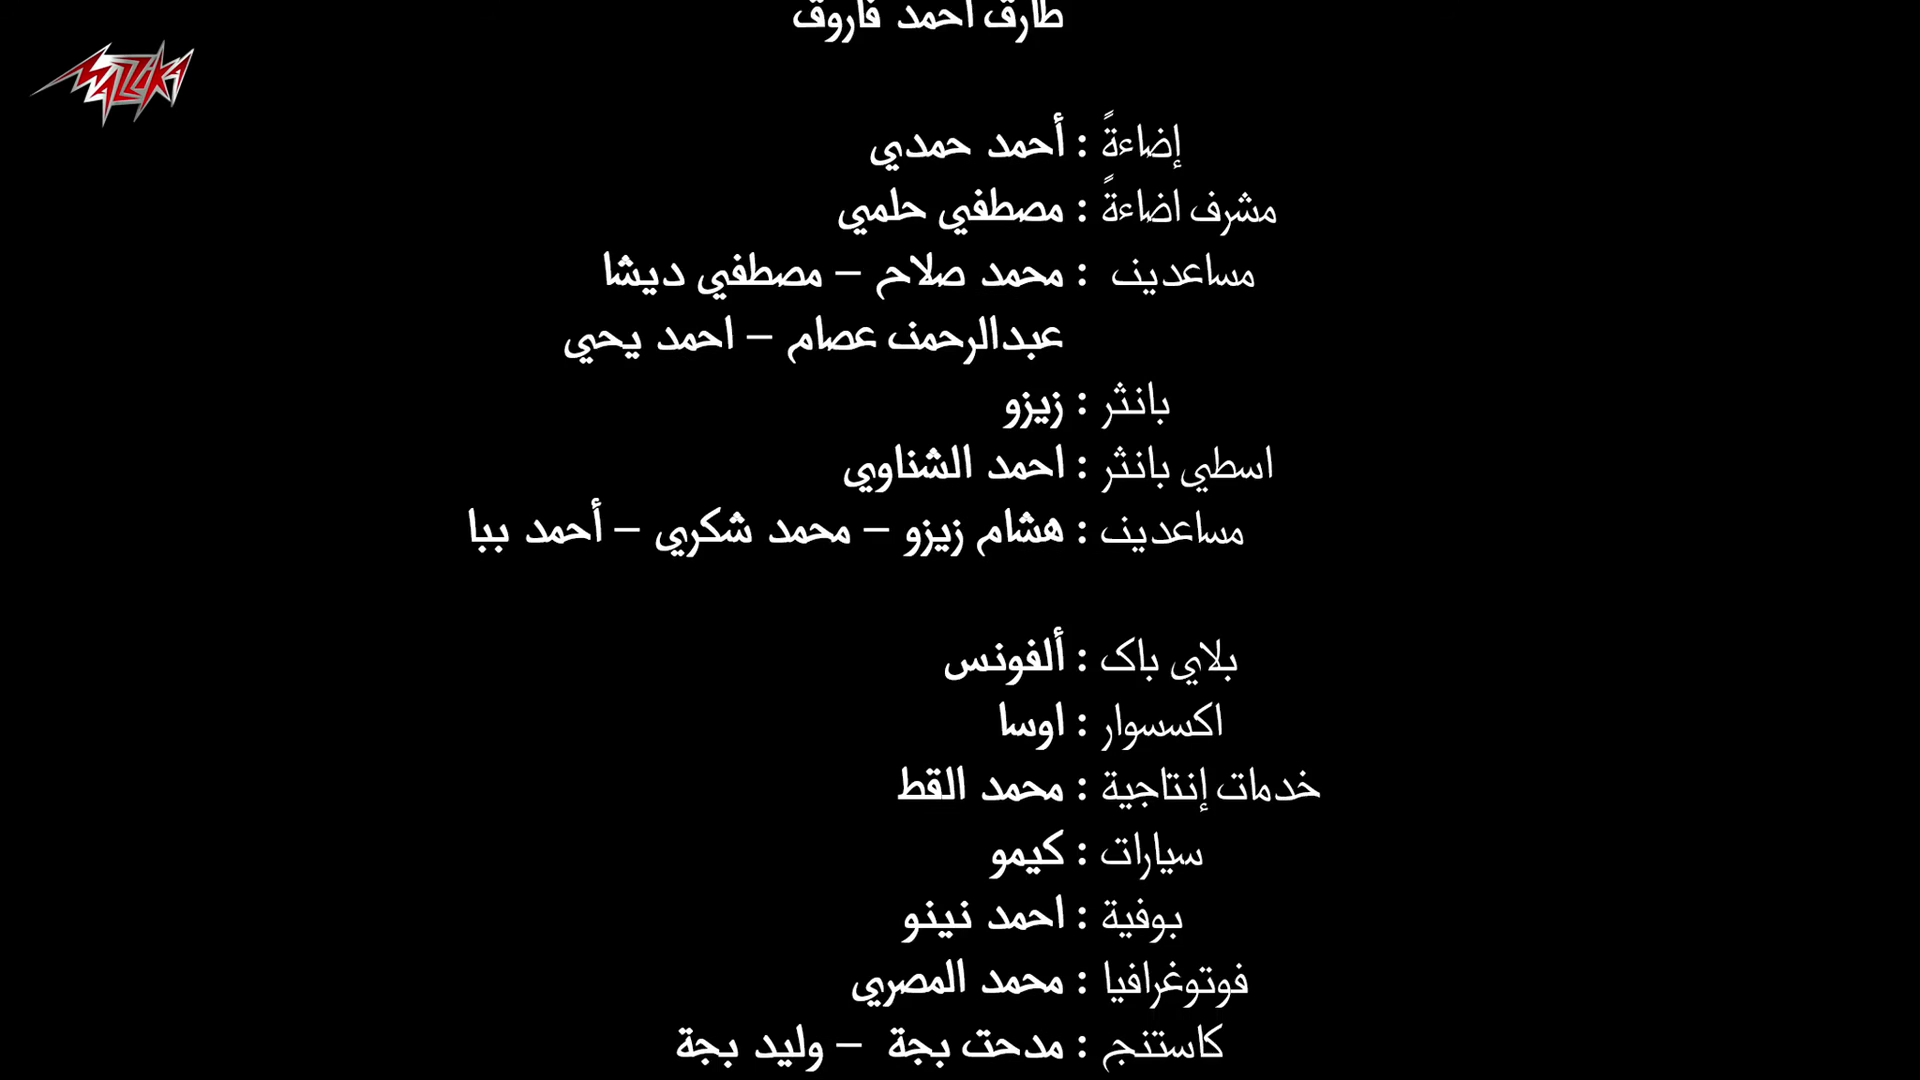 MAZZIKA
طارق احمد فاروق
إضاءةً : أحمد حمدي
مشرف اضاءةً : مصطفي حلمي
مساعدين : محمد صلاح – مصطفي ديشا
عبدالرحمن عصام – احمد يحي
بانثر : زيزو
اسطي بانثر : احمد الشناوي
مساعدين : هشام زيزو – محمد شكري – أحمد ببا
بلاي باك : ألفونس
اكسسوار : اوسا
خدمات إنتاجية : محمد القط
سيارات : كيمو
بوفية : احمد نينو
فوتوغرافيا : محمد المصري
كاستنج : مدحت بجة – وليد بجة